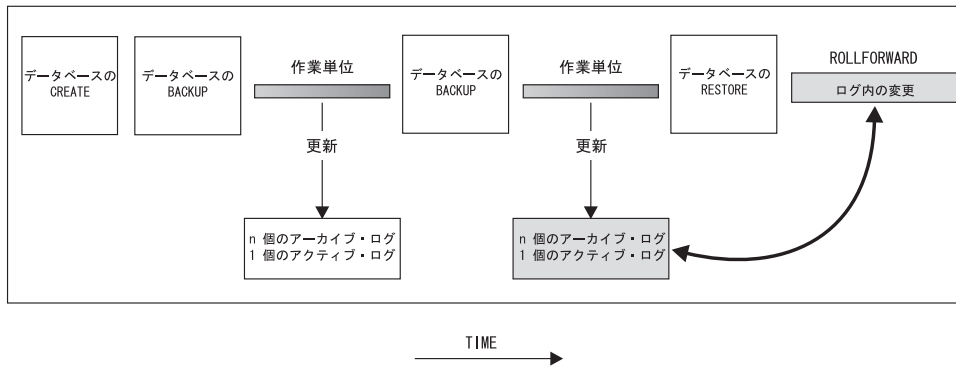 データベースの
CREATE
データベースの
BACKUP
作業単位
更新
n 個のアーカイブ・ログ
1 個のアクティブ・ログ
データベースの
BACKUP
作業単位
更新
n 個のアーカイブ・ログ
1 個のアクティブ・ログ
データベースの
RESTORE
ROLLFORWARD
ログ内の変更
TIME